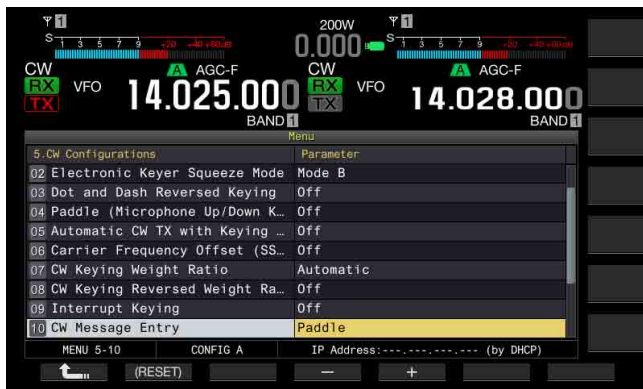 1 200W 1
S 1 3 5 7 9 +20 +40 +60dB 0.000 S 1 3 5 7 9 +20 +40 +60dB
CW A AGC-F CW A AGC-F
RX VFO 14.025.000 RX VFO 14.028.000
TX TX
BAND 1 BAND 1
Menu
5.CW Configurations Parameter
02 Electronic Keyer Squeeze Mode Mode B
03 Dot and Dash Reversed Keying Off
04 Paddle (Microphone Up/Down K… Off
05 Automatic CW TX with Keying … Off
06 Carrier Frequency Offset (SS… Off
07 CW Keying Weight Ratio Automatic
08 CW Keying Reversed Weight Ra… Off
09 Interrupt Keying Off
10 CW Message Entry Paddle
MENU 5-10 CONFIG A IP Address:---.---.---.--- (by DHCP)
(RESET) − +